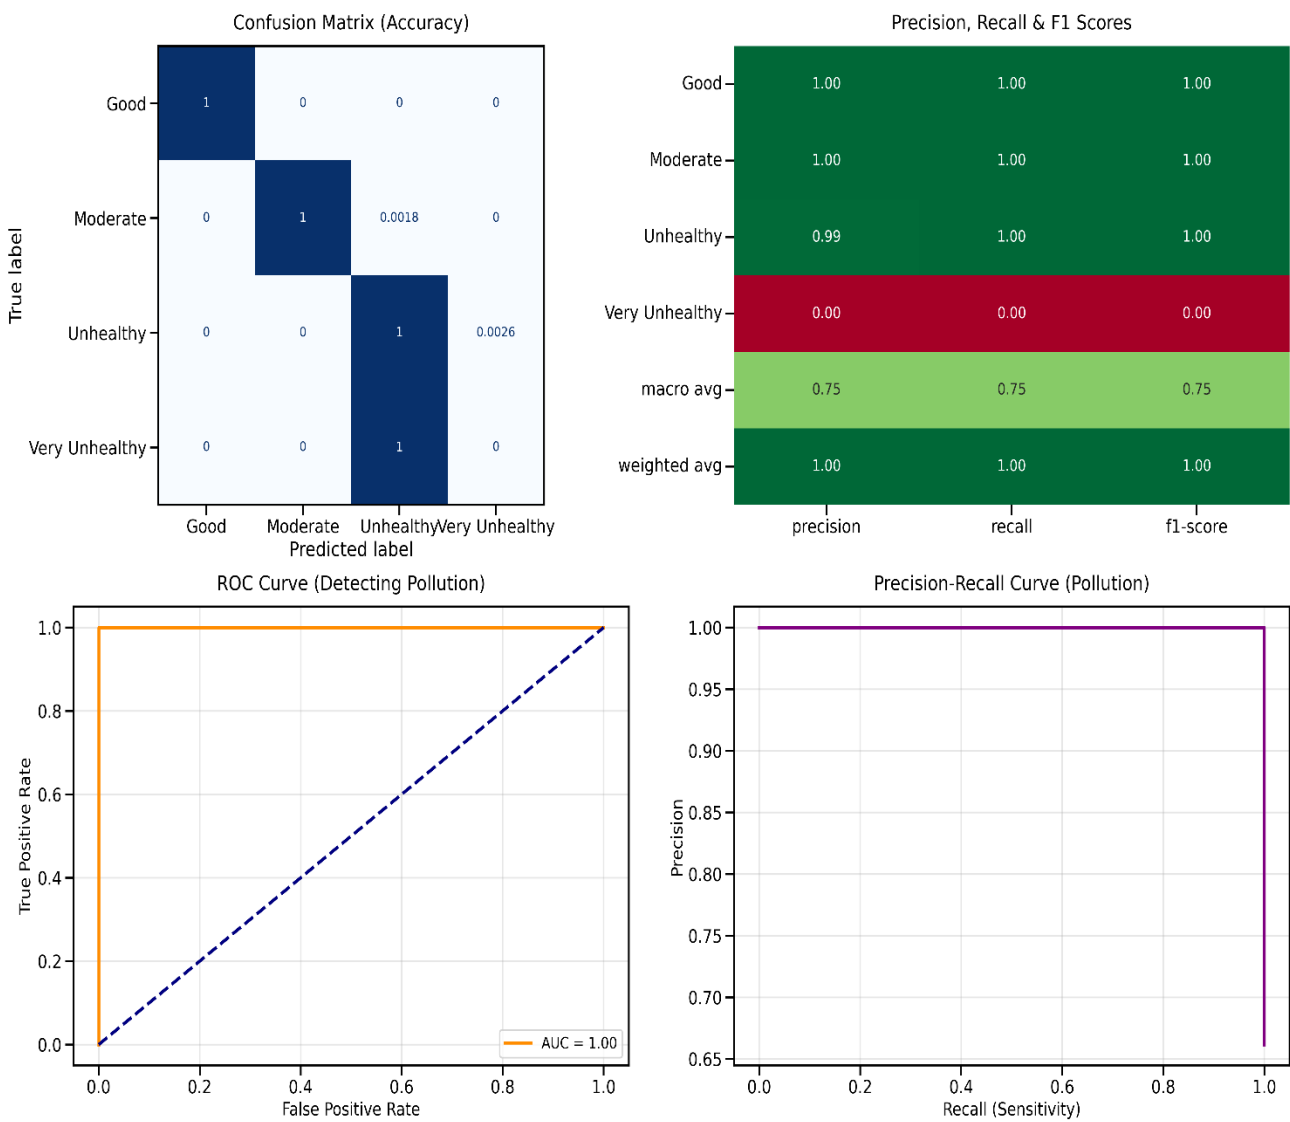 Confusion Matrix (Accuracy)
True label
Good 1 0 0 0
Moderate 0 1 0.0018 0
Unhealthy 0 0 1 0.0026
Very Unhealthy 0 0 1 0
Good Moderate Unhealthy Very Unhealthy
Predicted label
Precision, Recall & F1 Scores
Good 1.00 1.00 1.00
Moderate 1.00 1.00 1.00
Unhealthy 0.99 1.00 1.00
Very Unhealthy 0.00 0.00 0.00
macro avg 0.75 0.75 0.75
weighted avg 1.00 1.00 1.00
precision recall f1-score
ROC Curve (Detecting Pollution)
True Positive Rate
1.0
0.8
0.6
0.4
0.2
0.0
AUC = 1.00
0.0 0.2 0.4 0.6 0.8 1.0
False Positive Rate
Precision-Recall Curve (Pollution)
Precision
1.00
0.95
0.90
0.85
0.80
0.75
0.70
0.65
0.0 0.2 0.4 0.6 0.8 1.0
Recall (Sensitivity)